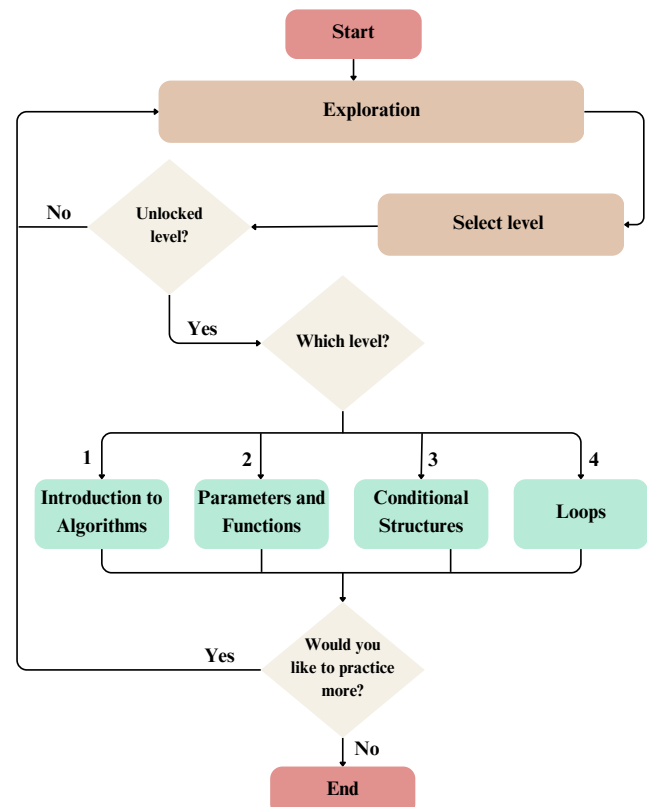 Start
Exploration
No
Unlocked
level?
Select level
Yes
Which level?
1
2
3
4
Introduction to
Algorithms
Parameters and
Functions
Conditional
Structures
Loops
Would you
like to practice
more?
Yes
No
End